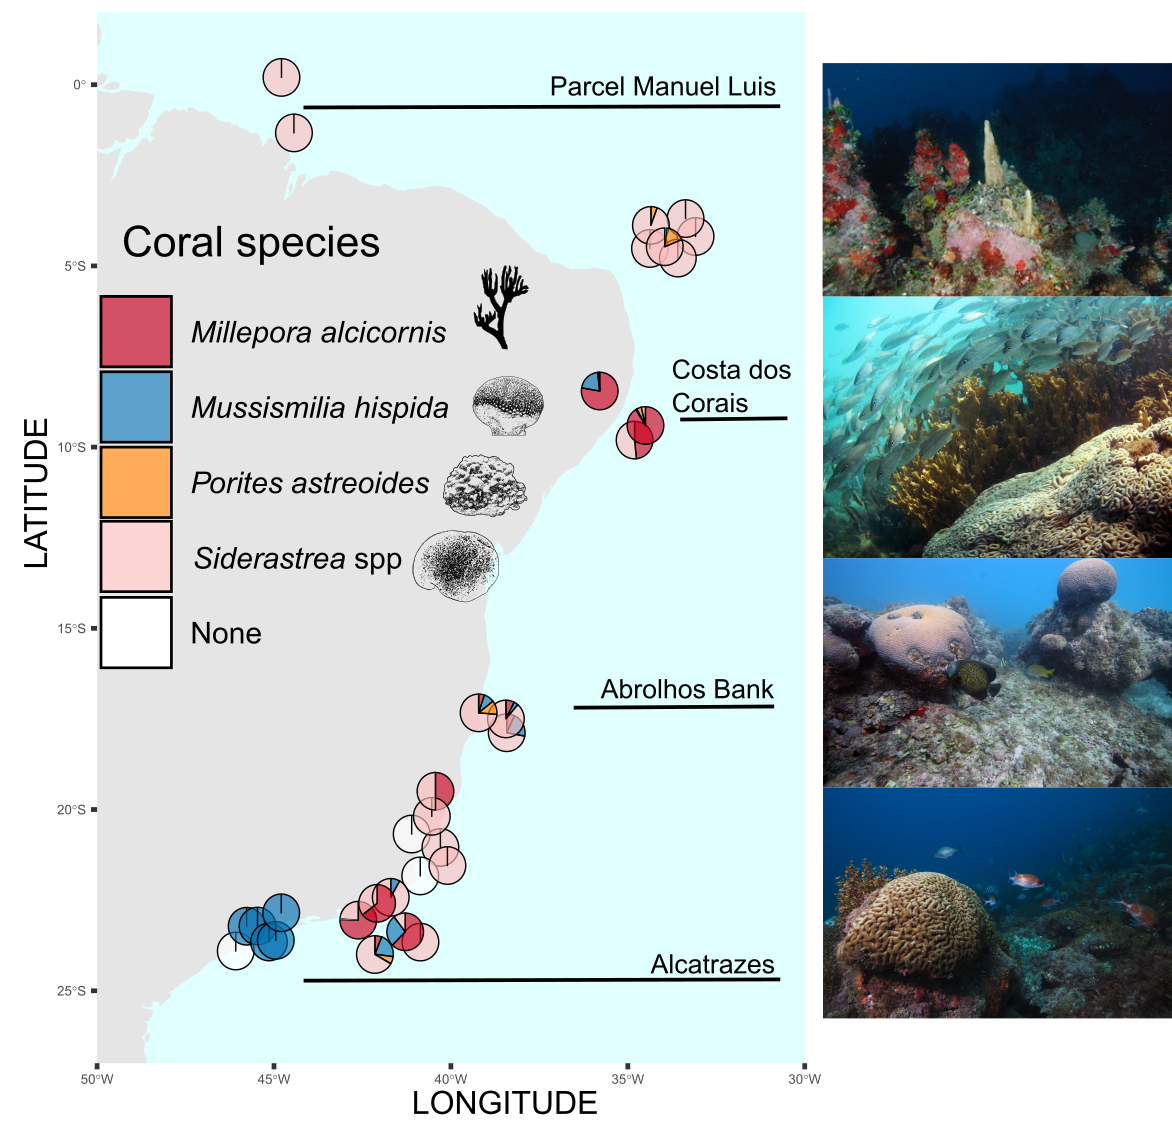 Parcel Manuel Luis
0°
Coral species
5°S
Millepora alcicornis
Costa dos
Corais
Mussismilia hispida
10°S
Porites astreoides
LATITUDE
Siderastrea spp
15°S
None
Abrolhos Bank
20°S
Alcatrazes
25°S
50°W
45°W
40°W
35°W
30°W
LONGITUDE